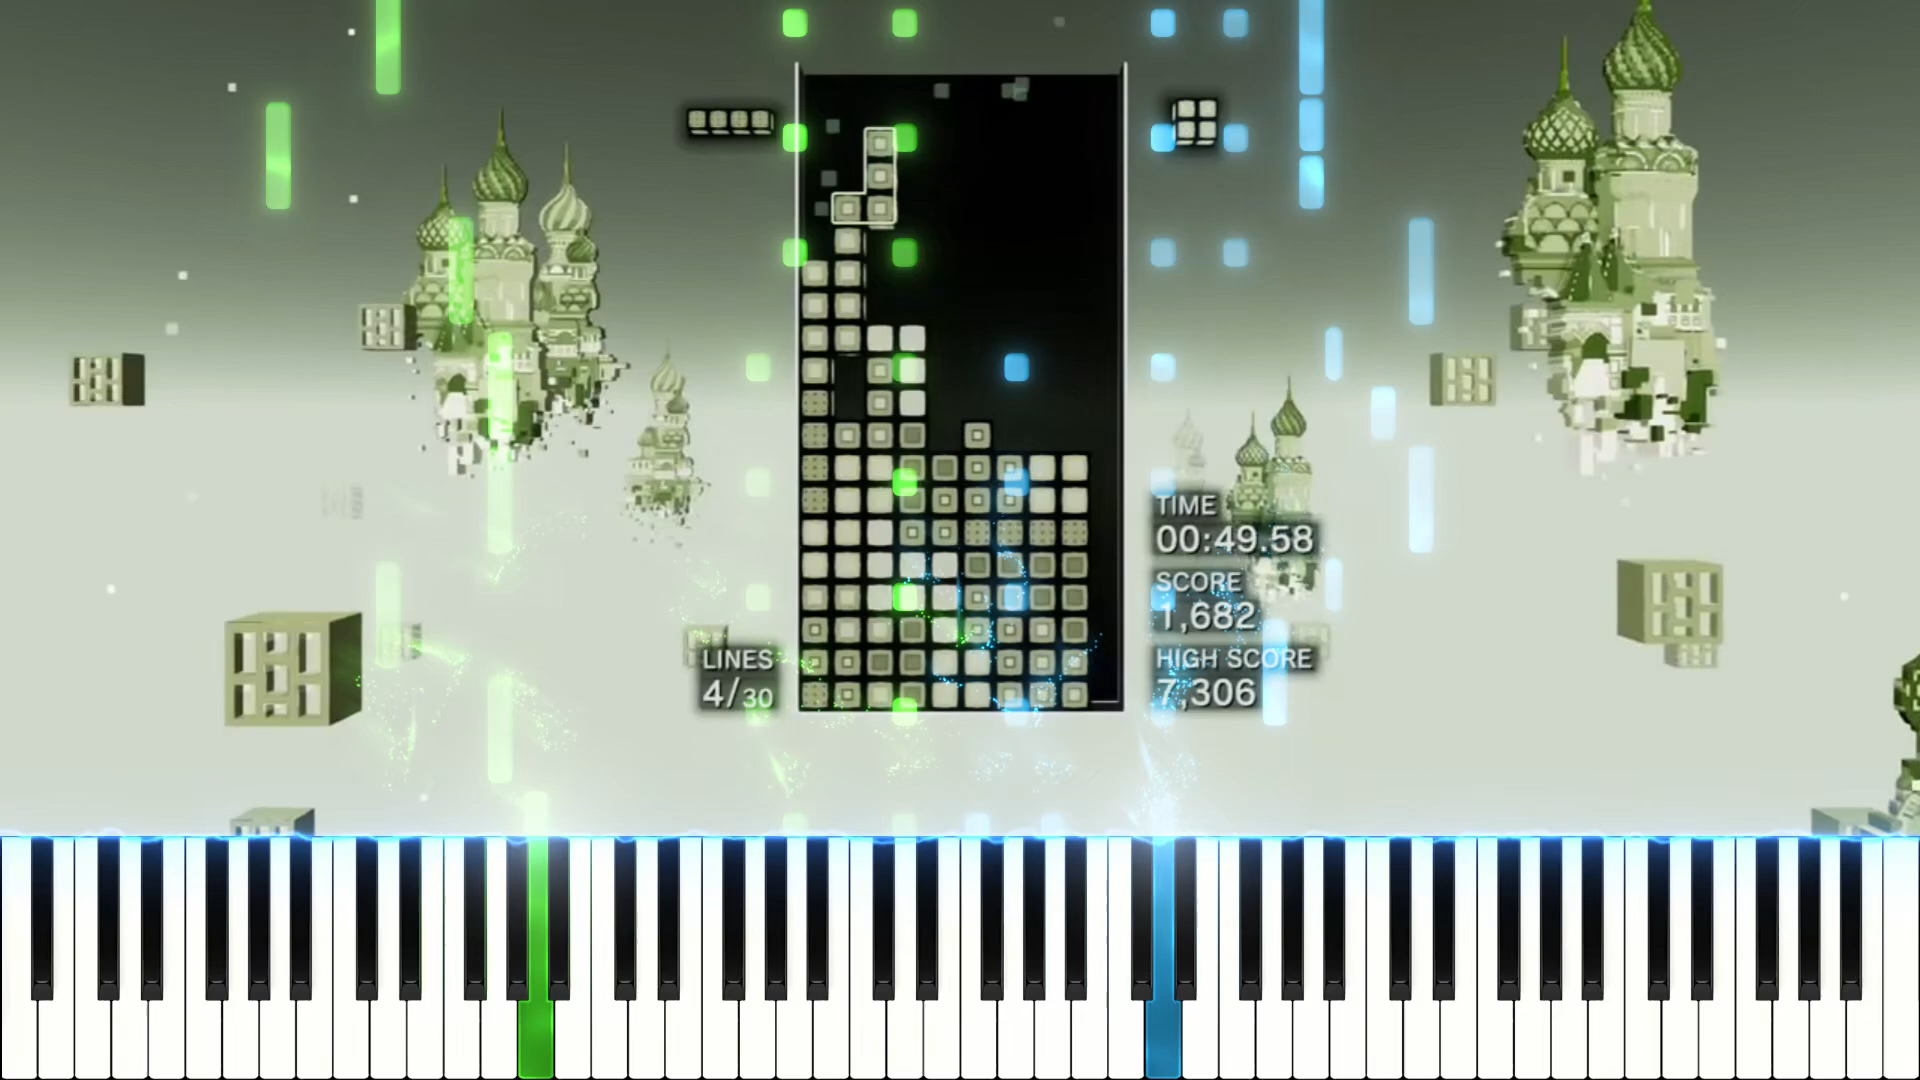 TIME
00:49.58
SCORE
1,682
LINES
4/30
HIGH SCORE
7,306